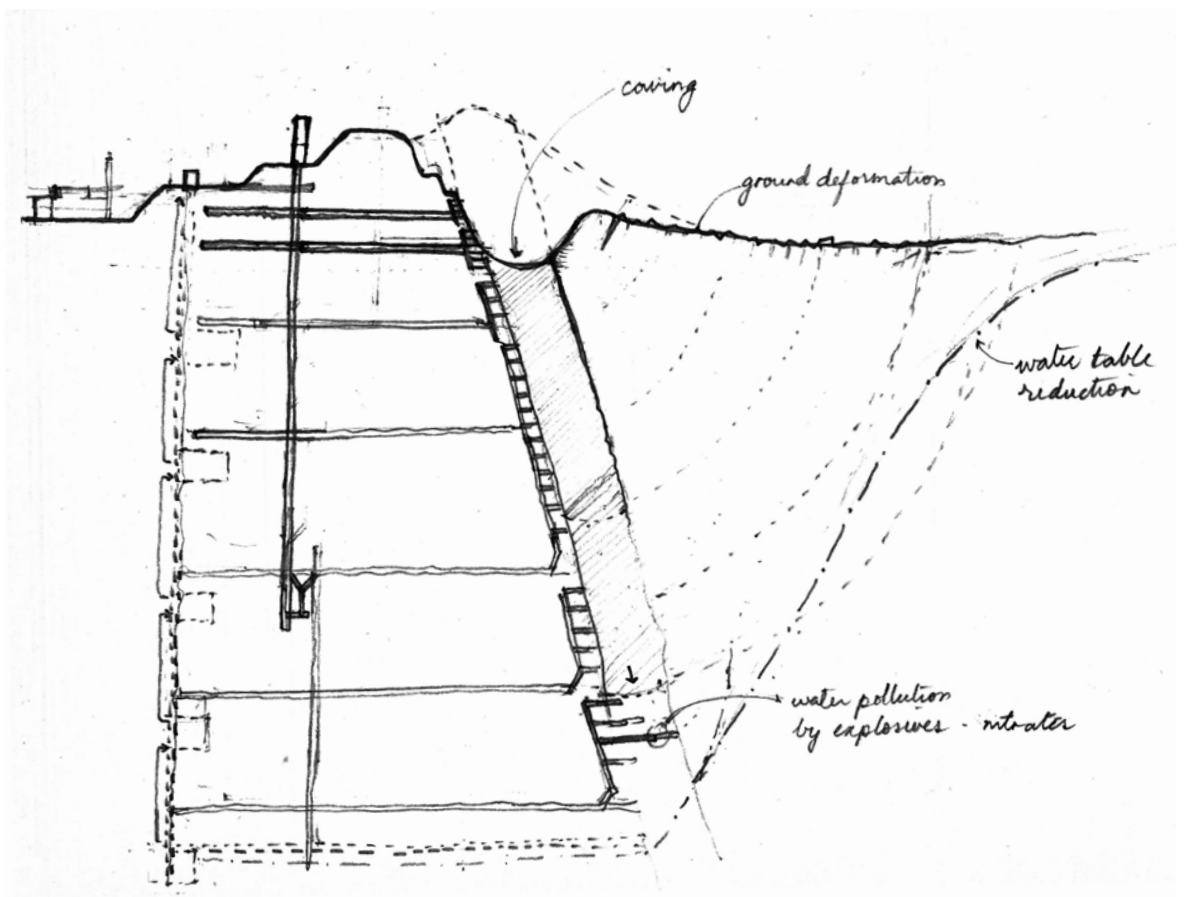 caving
ground deformation
water table
reduction
water pollution
by explosives - nitrates